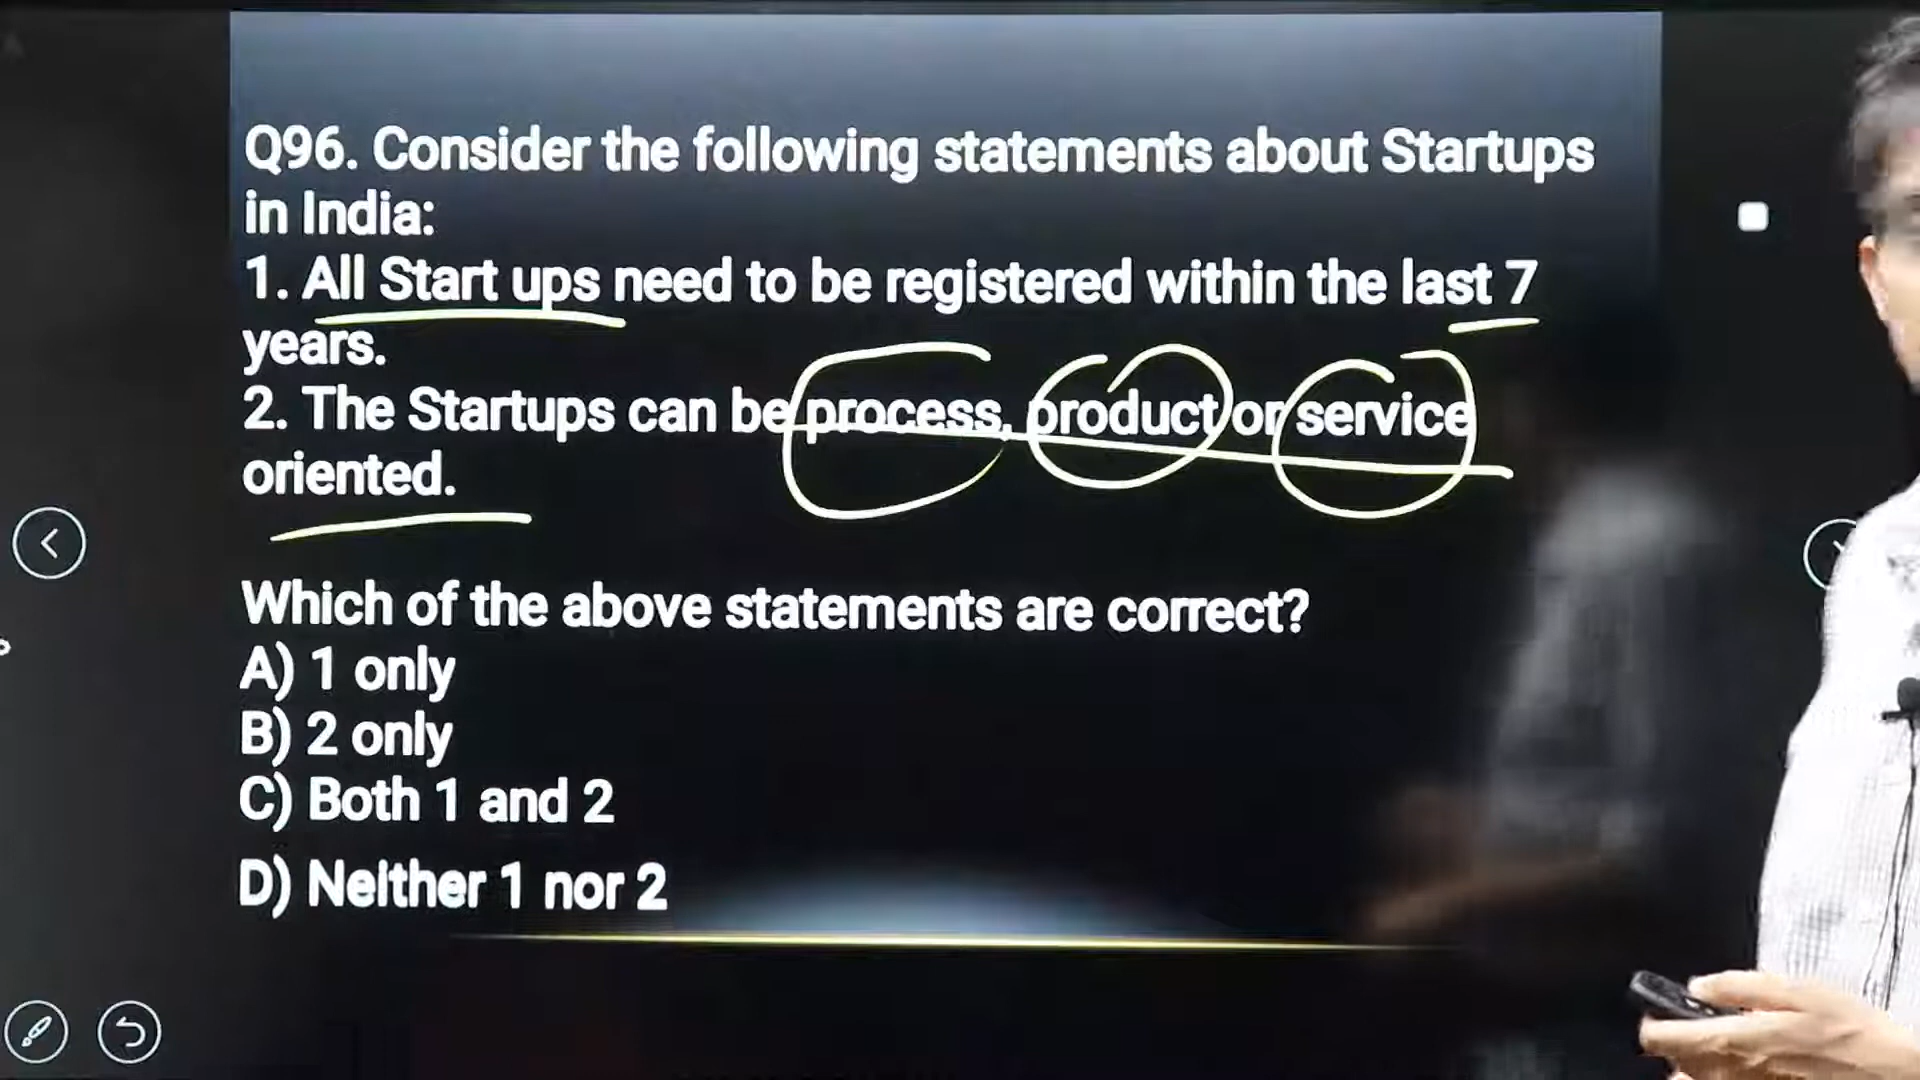 Q96. Consider the following statements about Startups
in India:
1. All Start ups need to be registered within the last 7
years.
2. The Startups can be process, product or service
oriented.
Which of the above statements are correct?
A) 1 only
B) 2 only
C) Both 1 and 2
D) Neither 1 nor 2